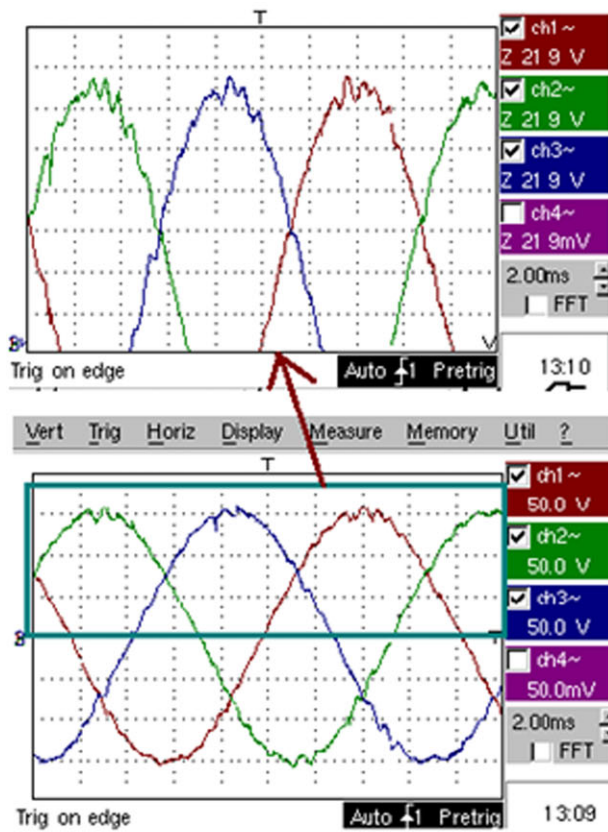 T
ch1~
Z 21 9 V
ch2~
Z 21 9 V
ch3~
Z 21 9 V
ch4~
Z 21 9mV
2.00ms
FFT
Trig on edge
Auto 1 Pretrig
13:10
Vert Trig Horiz Display Measure Memory Util ?
T
ch1~
50.0 V
ch2~
50.0 V
ch3~
50.0 V
ch4~
50.0mV
2.00ms
FFT
Trig on edge
Auto 1 Pretrig
13:09